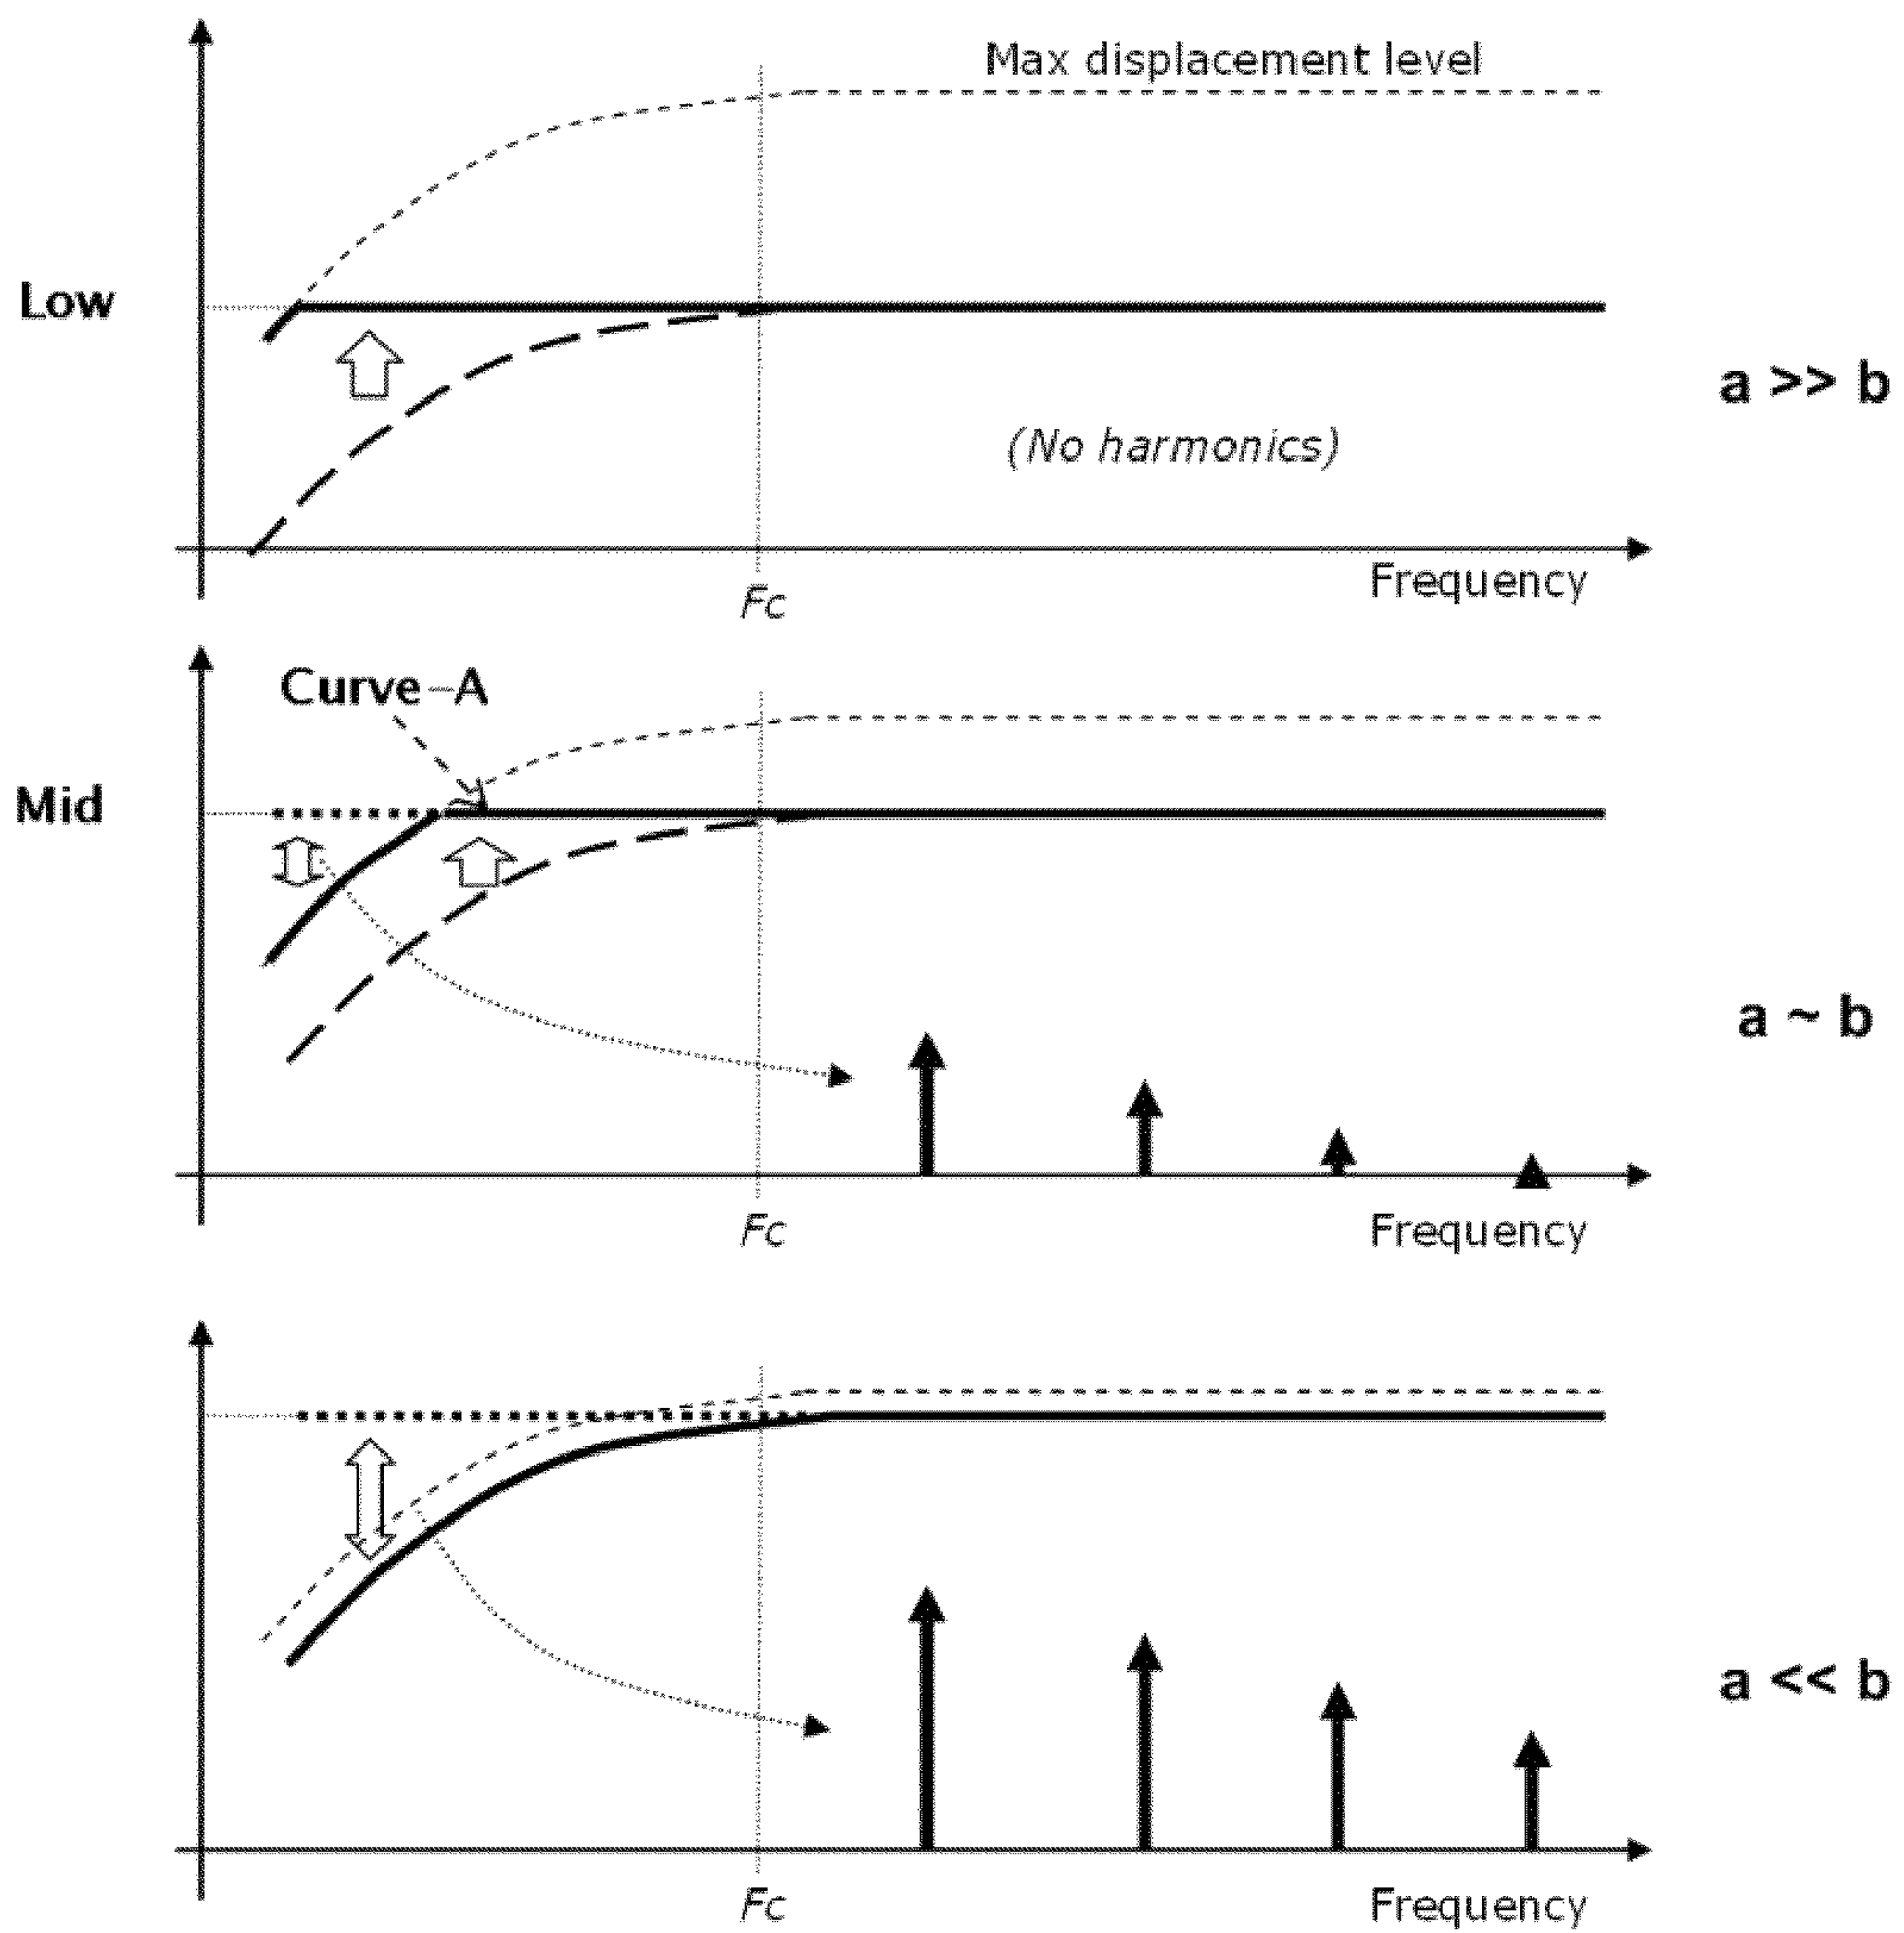 Max displacement level
Low
a >> b
(No harmonics)
Frequency
Fc
Curve-A
Mid
a ~ b
Fc
Frequency
a << b
Fc
Frequency